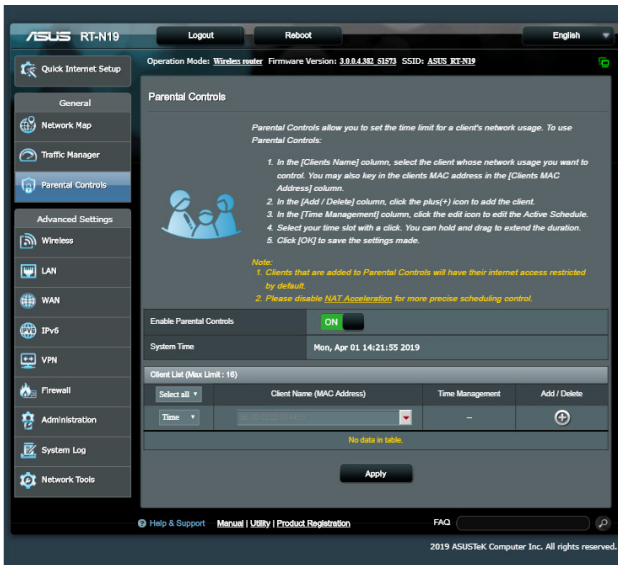 ASUS RT-N19
Logout
Reboot
English
Quick Internet Setup
Operation Mode: Wireless router Firmware Version: 3.0.0.4.382_51573 SSID: ASUS_RT-N19
General
Network Map
Traffic Manager
Parental Controls
Advanced Settings
Wireless
LAN
WAN
IPv6
VPN
Firewall
Administration
System Log
Network Tools
Parental Controls
Parental Controls allow you to set the time limit for a client's network usage. To use
Parental Controls:
1. In the [Clients Name] column, select the client whose network usage you want to
control. You may also key in the clients MAC address in the [Clients MAC
Address] column.
2. In the [Add / Delete] column, click the plus(+) icon to add the client.
3. In the [Time Management] column, click the edit icon to edit the Active Schedule.
4. Select your time slot with a click. You can hold and drag to extend the duration.
5. Click [OK] to save the settings made.
Note:
1. Clients that are added to Parental Controls will have their internet access restricted
by default.
2. Please disable NAT Acceleration for more precise scheduling control.
Enable Parental Controls
ON
System Time
Mon, Apr 01 14:21:55 2019
Client List (Max Limit : 16)
Select all
Client Name (MAC Address)
Time Management
Add / Delete
Time
--
No data in table.
Apply
Help & Support Manual | Utility | Product Registration
FAQ
2019 ASUSTeK Computer Inc. All rights reserved.